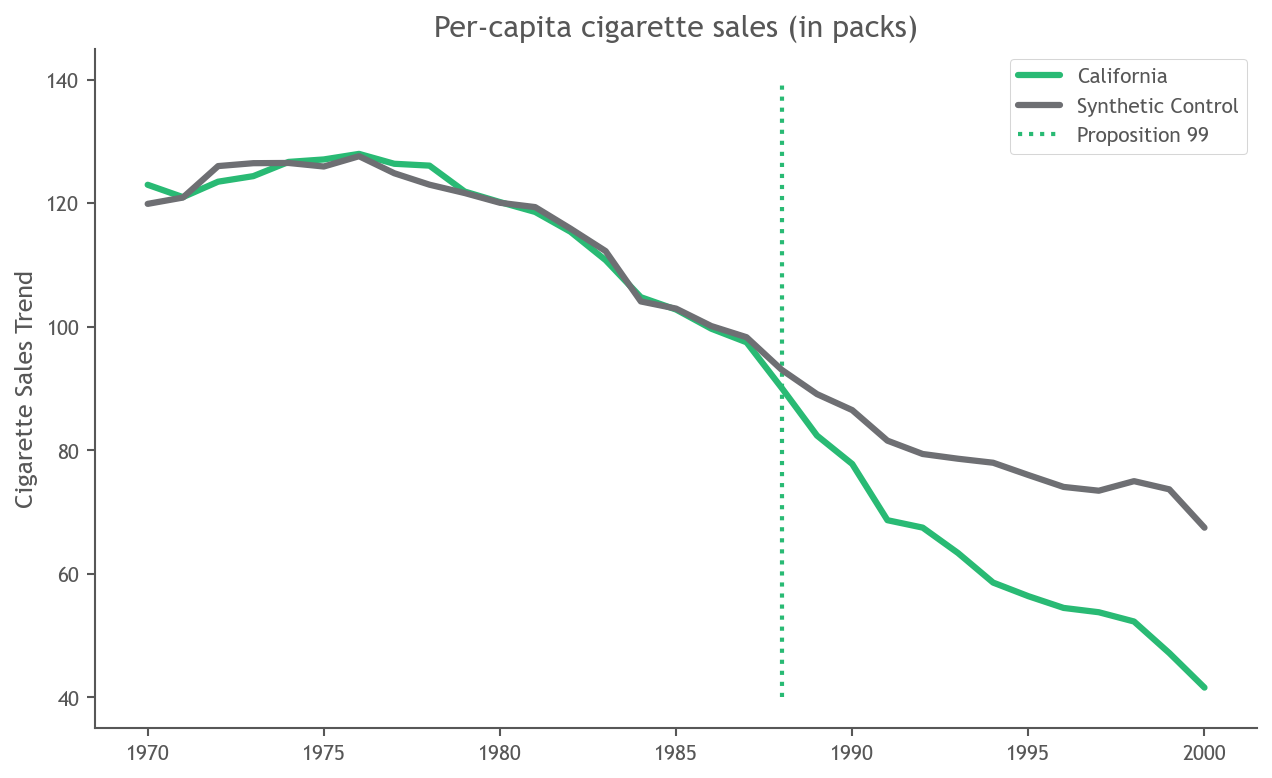 Per-capita cigarette sales (in packs)
California
Synthetic Control
Proposition 99
Cigarette Sales Trend
140
120
100
80
60
40
1970 1975 1980 1985 1990 1995 2000